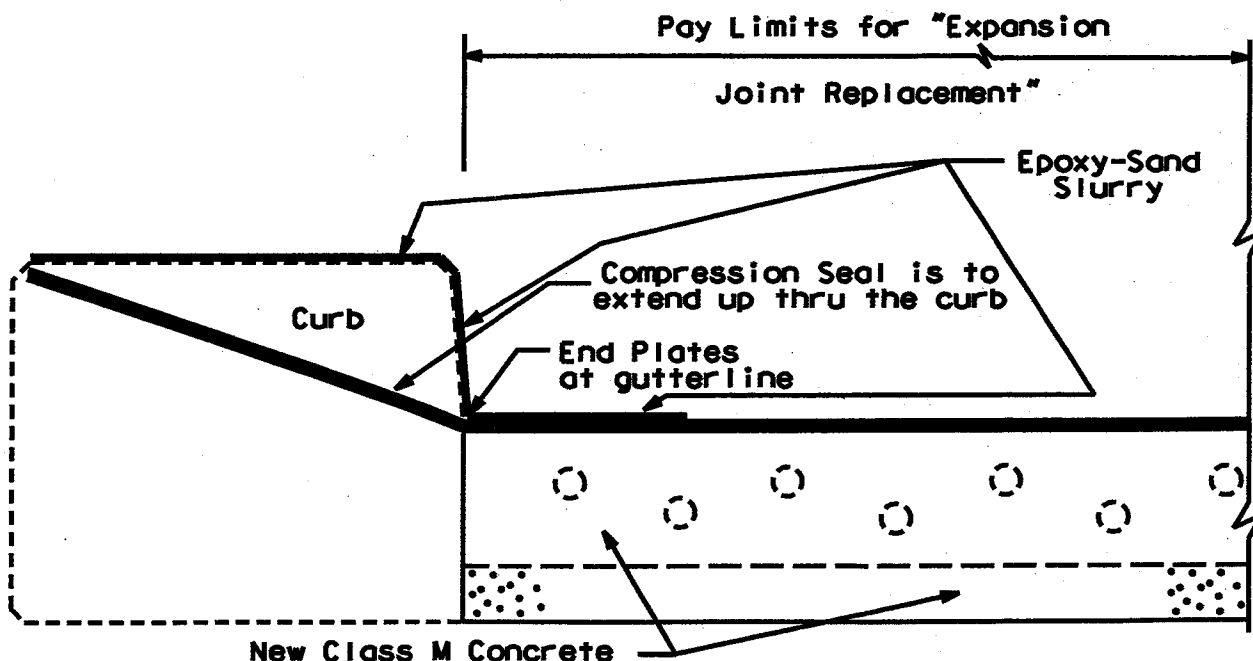 Pay Limits for "Expansion
Joint Replacement"
Epoxy-Sand
Slurry
Compression Seal is to
extend up thru the curb
Curb
End Plates
at gutterline
New Class M Concrete